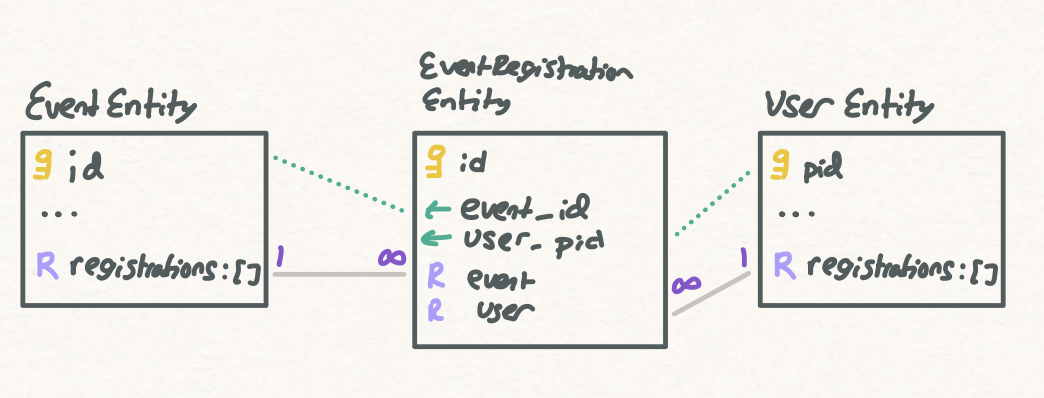 Event Entity
id
...
R registrations:[]
1
∞
EventRegistration
Entity
id
← event_id
← user_pid
R event
R user
∞
1
User Entity
pid
...
R registrations:[]